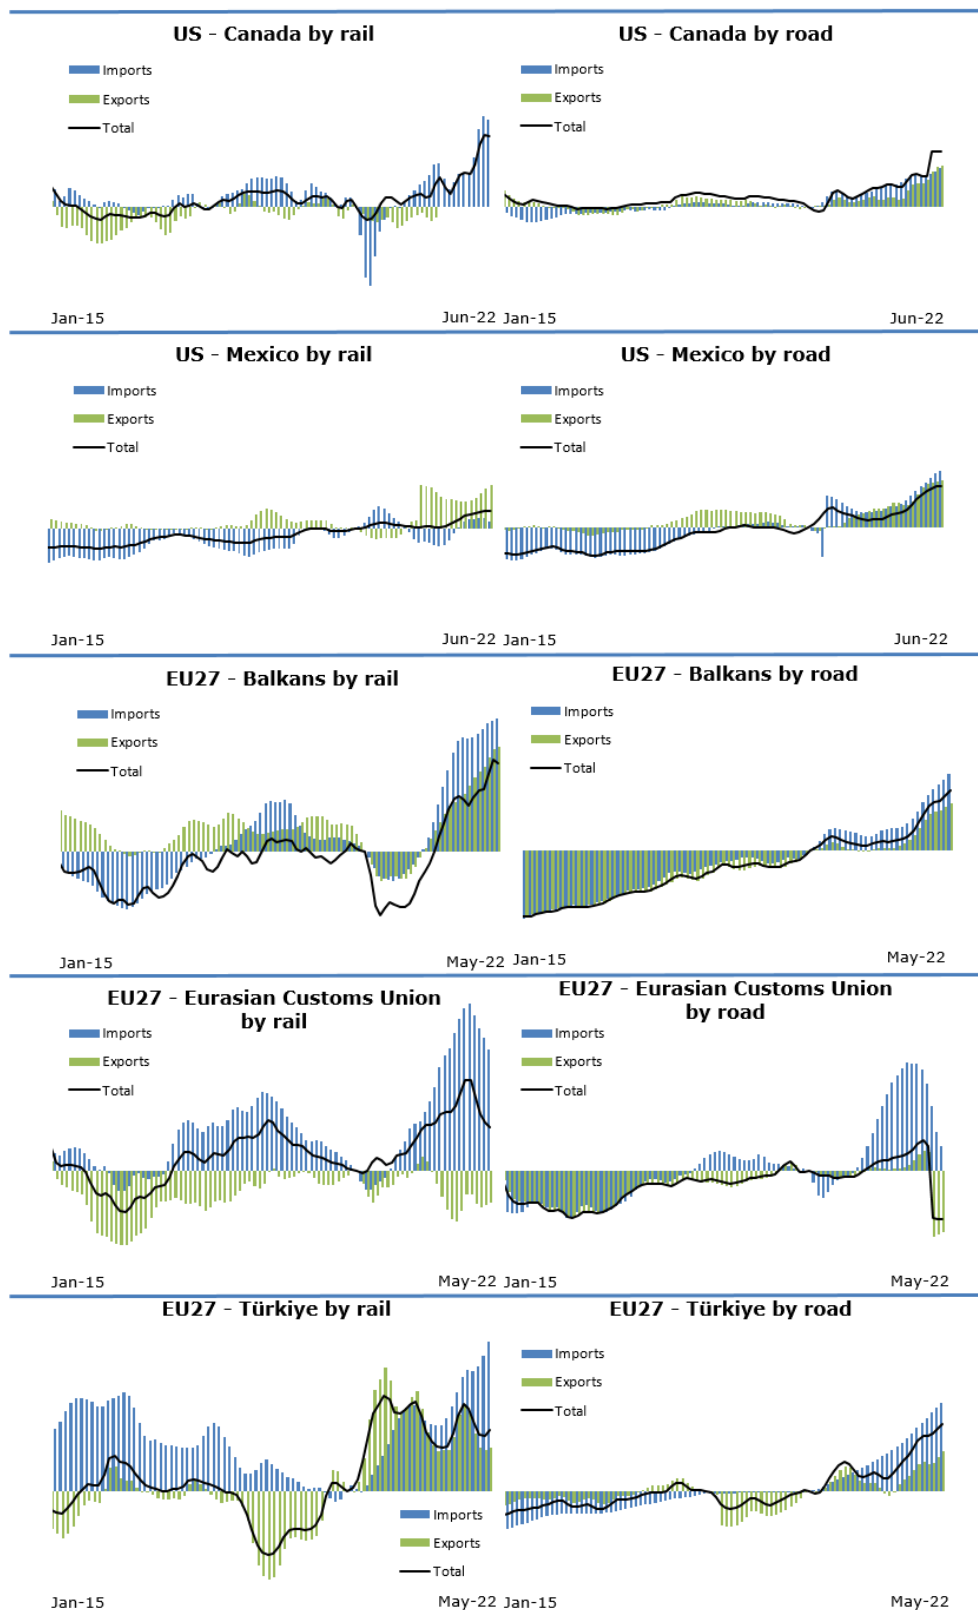 US - Canada by rail
Imports
Exports
Total
Jan-15
Jun-22
US - Canada by road
Imports
Exports
Total
Jan-15
Jun-22
US - Mexico by rail
Imports
Exports
Total
Jan-15
Jun-22
US - Mexico by road
Imports
Exports
Total
Jan-15
Jun-22
EU27 - Balkans by rail
Imports
Exports
Total
Jan-15
May-22
EU27 - Balkans by road
Imports
Exports
Total
Jan-15
May-22
EU27 - Eurasian Customs Union
by rail
Imports
Exports
Total
Jan-15
May-22
EU27 - Eurasian Customs Union
by road
Imports
Exports
Total
Jan-15
May-22
EU27 - Türkiye by rail
Imports
Exports
Total
Jan-15
May-22
EU27 - Türkiye by road
Imports
Exports
Total
Jan-15
May-22